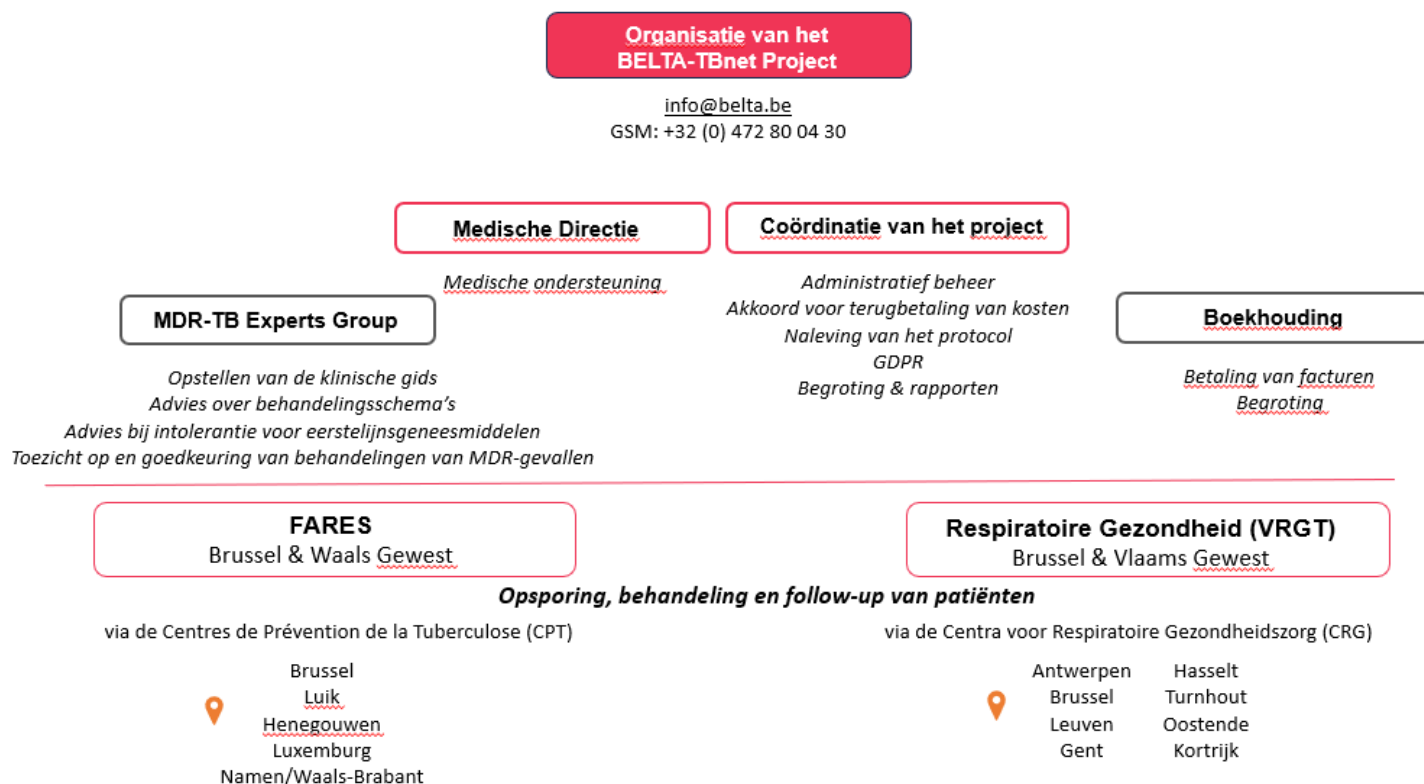 Organisatie van het
BELTA-TBnet Project
info@belta.be
GSM: +32 (0) 472 80 04 30
Medische Directie
Medische ondersteuning
Coördinatie van het project
Administratief beheer
Akkoord voor terugbetaling van kosten
Naleving van het protocol
GDPR
Begroting & rapporten
MDR-TB Experts Group
Opstellen van de klinische gids
Advies over behandelingsschema’s
Advies bij intolerantie voor eerstelijnsgeneesmiddelen
Toezicht op en goedkeuring van behandelingen van MDR-gevallen
Boekhouding
Betaling van facturen
Begroting
FARES
Brussel & Waals Gewest
Respiratoire Gezondheid (VRGT)
Brussel & Vlaams Gewest
Opsporing, behandeling en follow-up van patiënten
via de Centres de Prévention de la Tuberculose (CPT)
Brussel
Luik
Henegouwen
Luxemburg
Namen/Waals-Brabant
via de Centra voor Respiratoire Gezondheidszorg (CRG)
Antwerpen Hasselt
Brussel Turnhout
Leuven Oostende
Gent Kortrijk